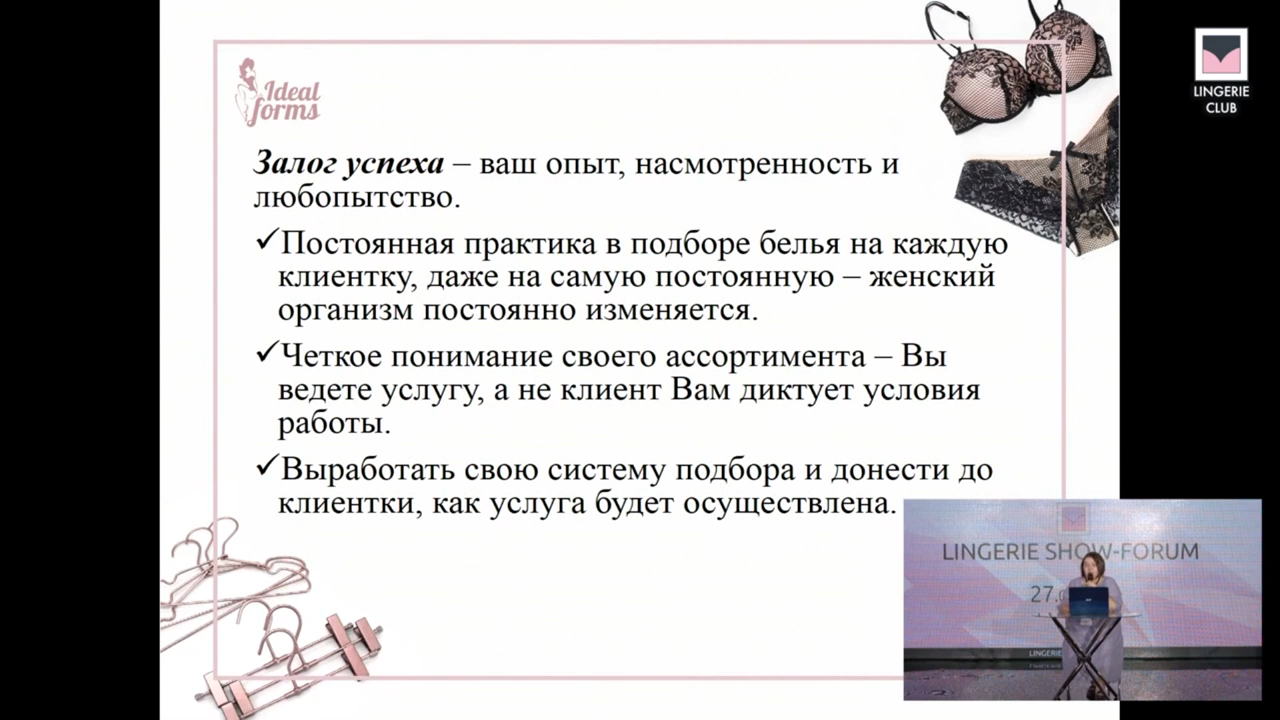 Ideal
forms
LINGERIE
CLUB
Залог успеха – ваш опыт, насмотренность и
любопытство.
✓Постоянная практика в подборе белья на каждую
клиентку, даже на самую постоянную – женский
организм постоянно изменяется.
✓Четкое понимание своего ассортимента – Вы
ведете услугу, а не клиент Вам диктует условия
работы.
✓Выработать свою систему подбора и донести до
клиентки, как услуга будет осуществлена.
LINGERIE SHOW-FORUM
27.
LINGERIE